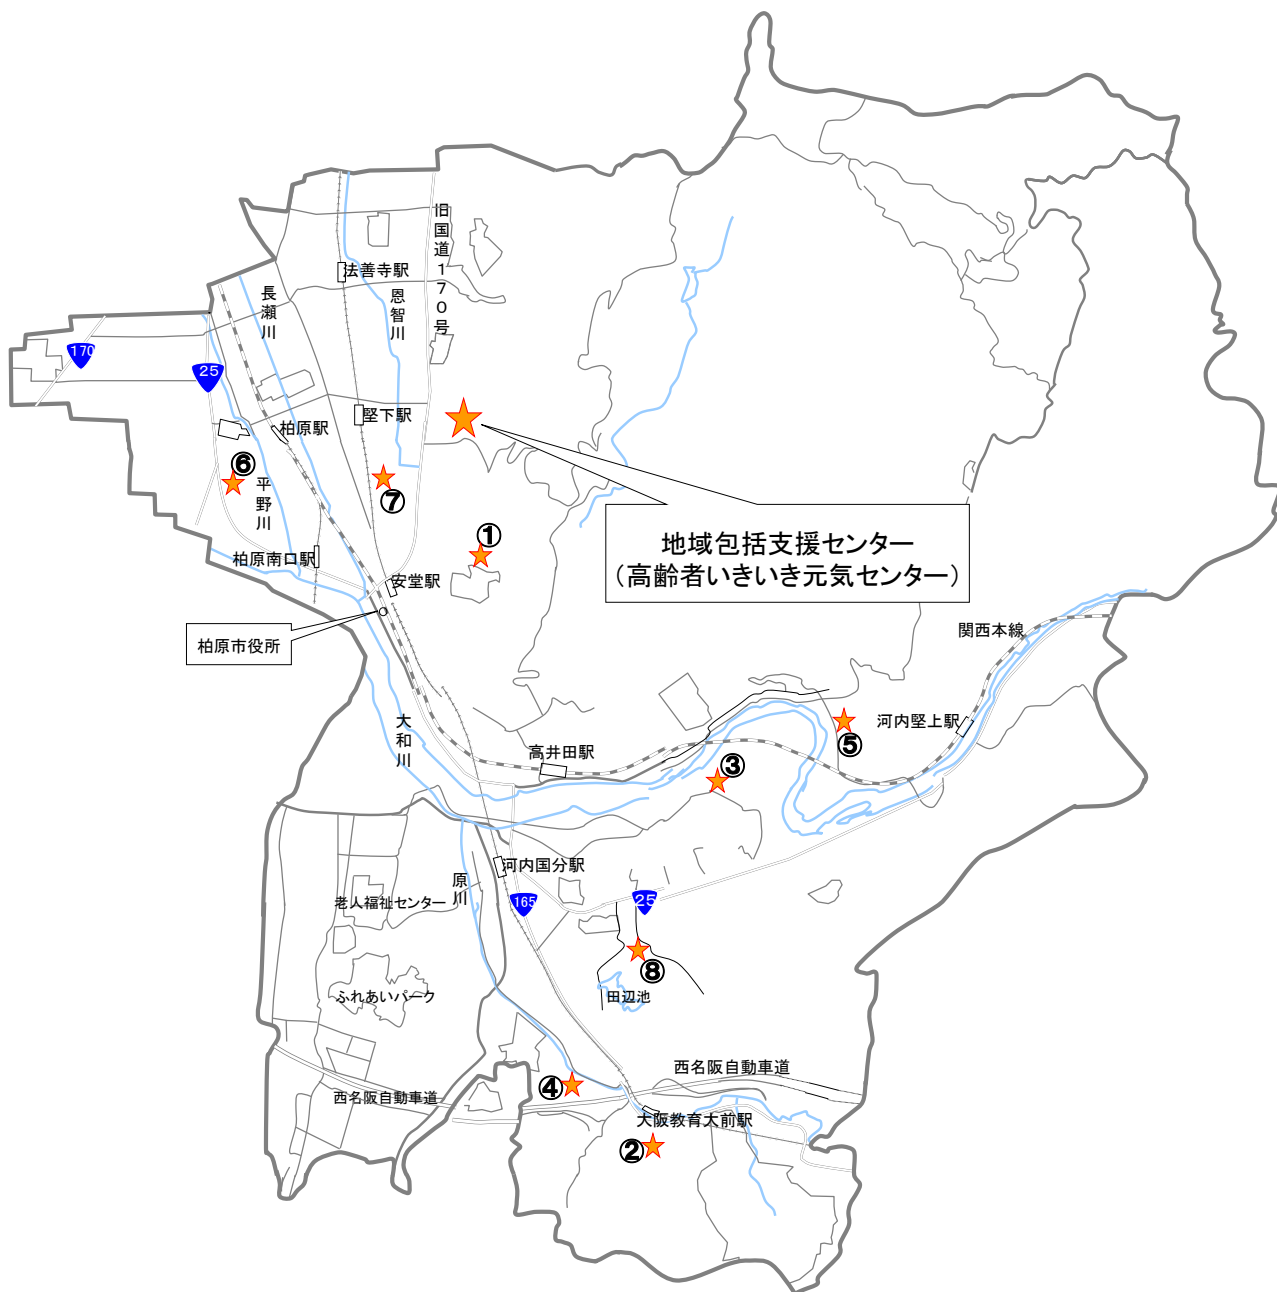 旧国道170号
法善寺駅
長瀬川
恩智川
170
25
堅下駅
柏原駅
⑥
平野川
⑦
①
地域包括支援センター
（高齢者いきいき元気センター）
柏原南口駅
安堂駅
柏原市役所
関西本線
大和川
河内堅上駅
⑤
高井田駅
③
河内国分駅
原川
老人福祉センター
165
25
⑧
田辺池
ふれあいパーク
西名阪自動車道
④
西名阪自動車道
大阪教育大前駅
②